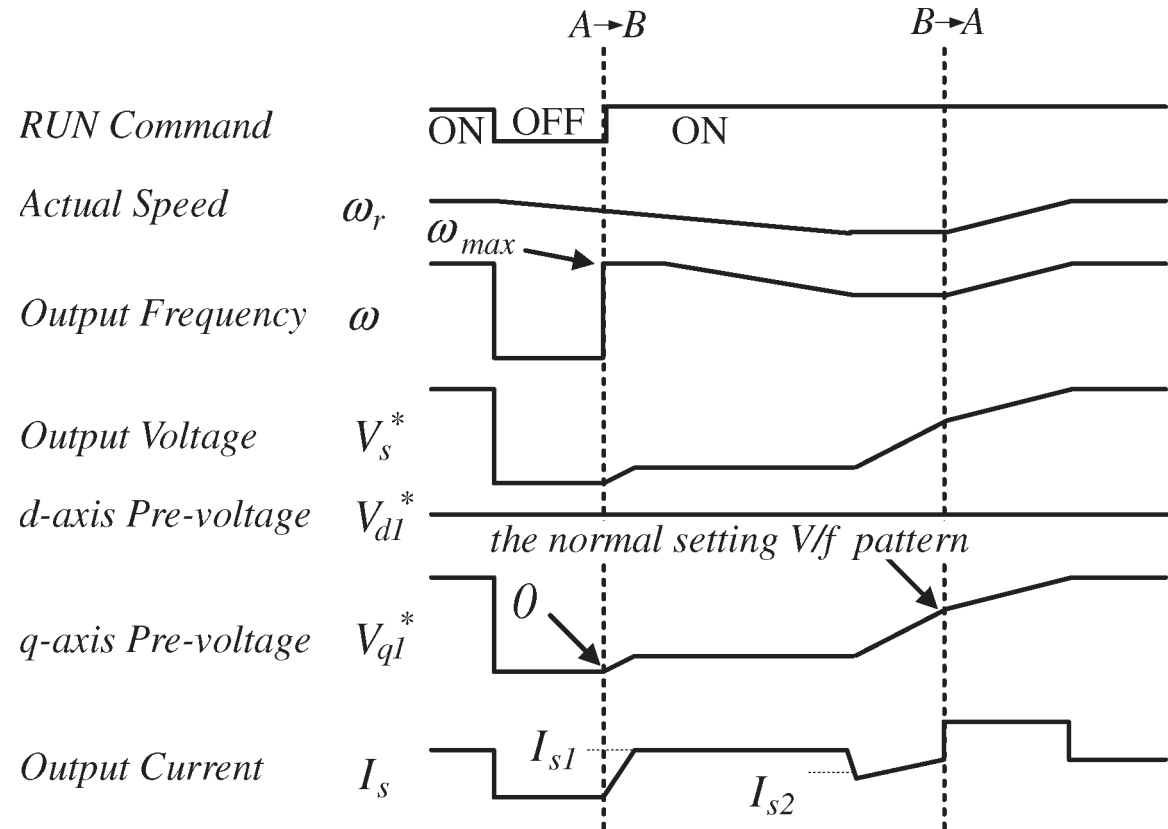 A→B B→A
RUN Command ON OFF ON
Actual Speed ωr
ωmax
Output Frequency ω
Output Voltage Vs*
d-axis Pre-voltage Vd1*
the normal setting V/f pattern
0
q-axis Pre-voltage Vq1*
Is1
Output Current Is
Is2